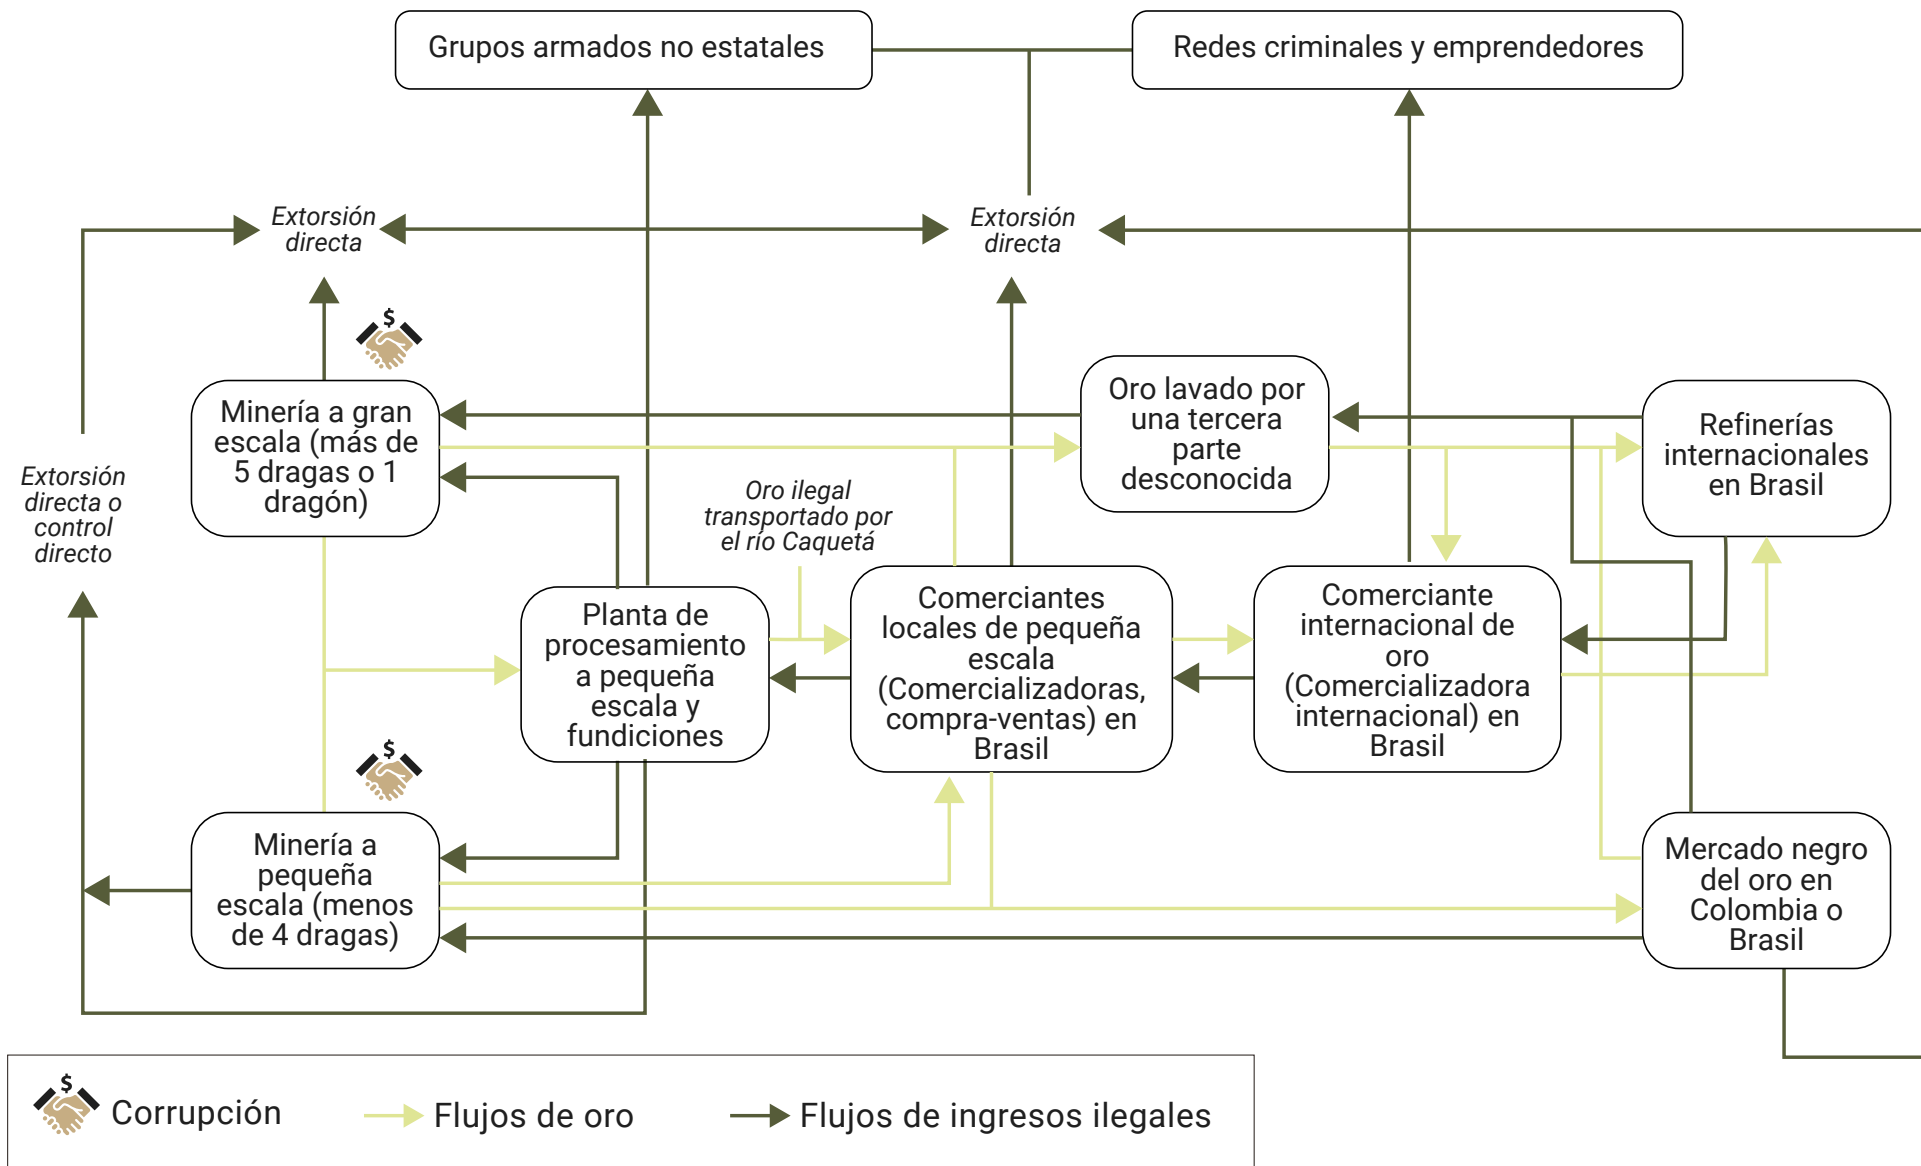 Grupos armados no estatales
Redes criminales y emprendedores
Extorsión
directa
Extorsión
directa
$
Minería a gran
escala (más de
5 dragas o 1
dragón)
Oro lavado por
una tercera
parte
desconocida
Refinerías
internacionales
en Brasil
Extorsión
directa o
control
directo
Oro ilegal
transportado por
el río Caquetá
Planta de
procesamiento
a pequeña
escala y
fundiciones
Comerciantes
locales de pequeña
escala
(Comercializadoras,
compra-ventas) en
Brasil
Comerciante
internacional de
oro
(Comercializadora
internacional) en
Brasil
$
Minería a
pequeña
escala (menos
de 4 dragas)
Mercado negro
del oro en
Colombia o
Brasil
$
Corrupción
Flujos de oro
Flujos de ingresos ilegales